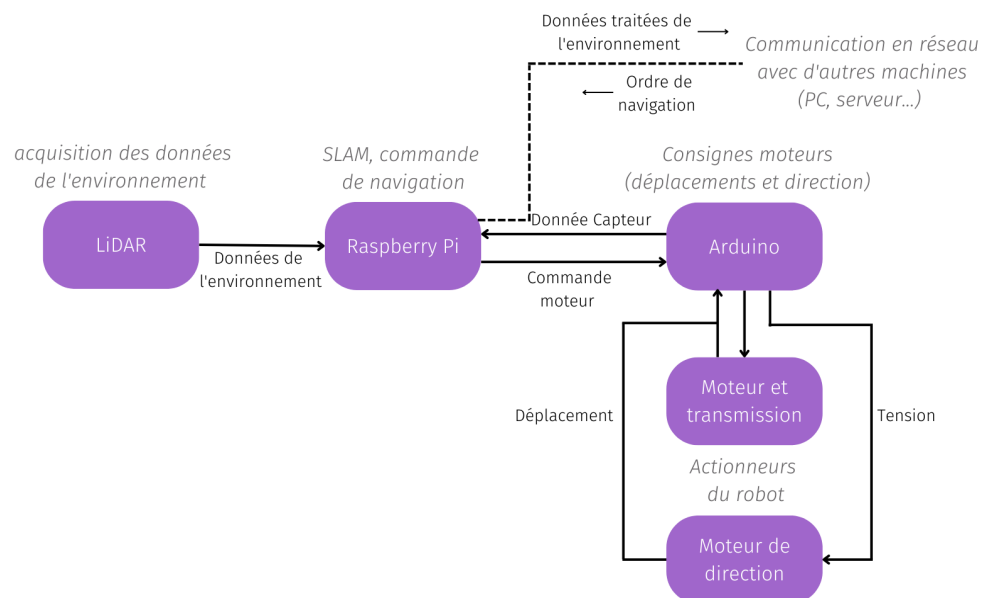 Données traitées de
l'environnement
Communication en réseau
avec d'autres machines
(PC, serveur...)
Ordre de
navigation
acquisition des données
de l'environnement
SLAM, commande
de navigation
Consignes moteurs
(déplacements et direction)
LiDAR
Données de
l'environnement
Raspberry Pi
Donnée Capteur
Commande
moteur
Arduino
Moteur et
transmission
Déplacement
Tension
Actionneurs
du robot
Moteur de
direction